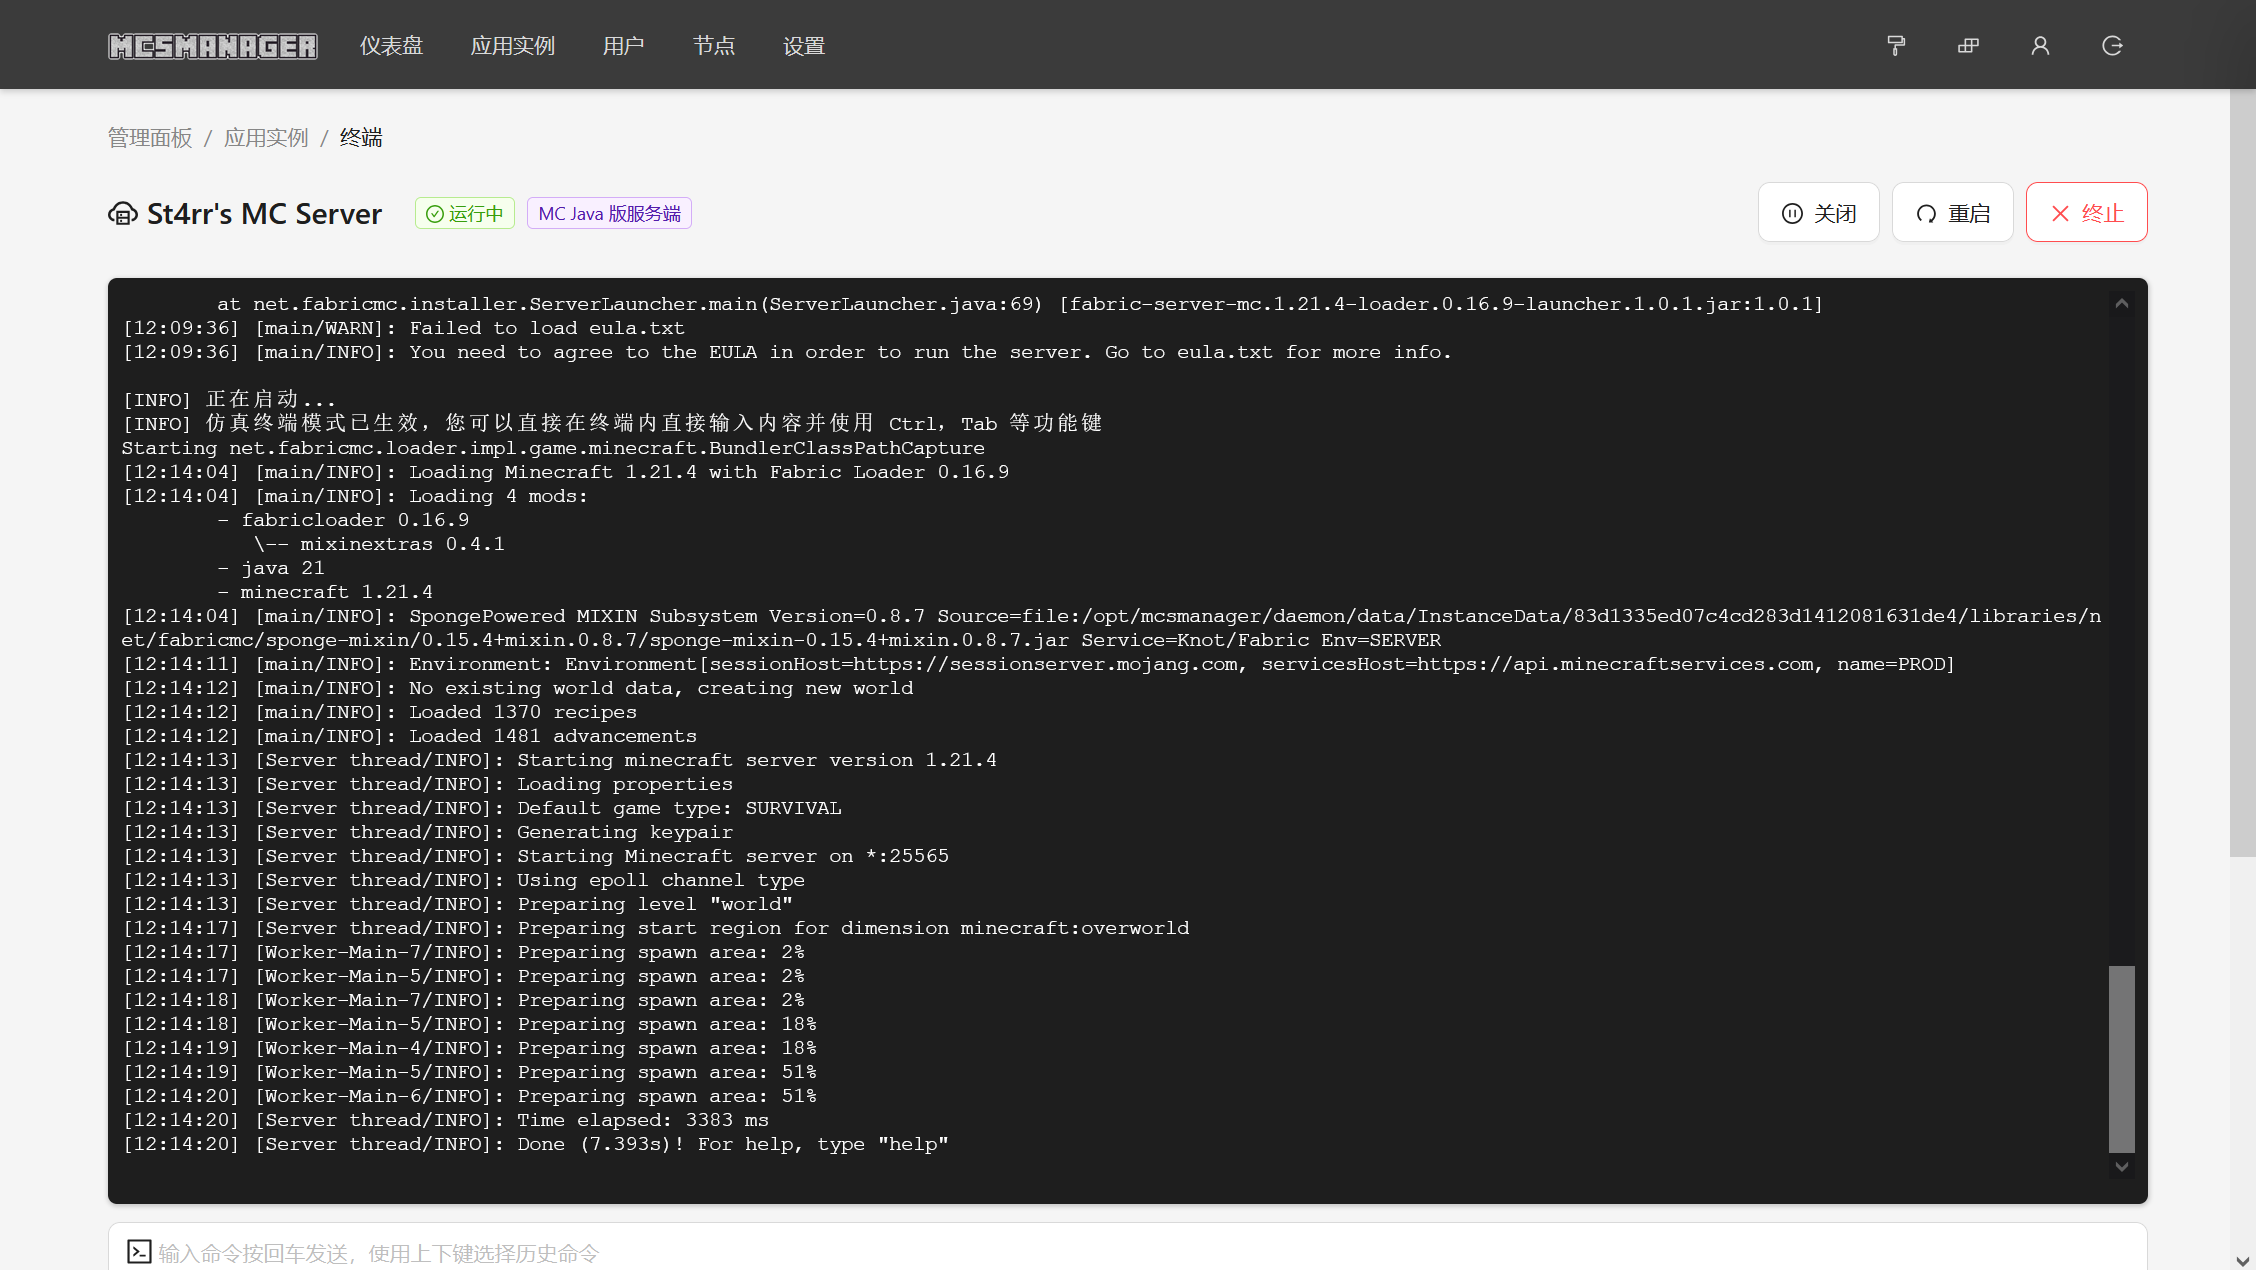 MCSMANAGER 仪表盘 应用实例 用户 节点 设置
管理面板 / 应用实例 / 终端
St4rr's MC Server 运行中 MC Java 版服务端 关闭 重启 终止
at net.fabricmc.installer.ServerLauncher.main(ServerLauncher.java:69) [fabric-server-mc.1.21.4-loader.0.16.9-launcher.1.0.1.jar:1.0.1]
[12:09:36] [main/WARN]: Failed to load eula.txt
[12:09:36] [main/INFO]: You need to agree to the EULA in order to run the server. Go to eula.txt for more info.
[INFO] 正在启动...
[INFO] 仿真终端模式已生效，您可以直接在终端内直接输入内容并使用 Ctrl，Tab 等功能键
Starting net.fabricmc.loader.impl.game.minecraft.BundlerClassPathCapture
[12:14:04] [main/INFO]: Loading Minecraft 1.21.4 with Fabric Loader 0.16.9
[12:14:04] [main/INFO]: Loading 4 mods:
- fabricloader 0.16.9
\-- mixinextras 0.4.1
- java 21
- minecraft 1.21.4
[12:14:04] [main/INFO]: SpongePowered MIXIN Subsystem Version=0.8.7 Source=file:/opt/mcsmanager/daemon/data/InstanceData/83d1335ed07c4cd283d1412081631de4/libraries/n
et/fabricmc/sponge-mixin/0.15.4+mixin.0.8.7/sponge-mixin-0.15.4+mixin.0.8.7.jar Service=Knot/Fabric Env=SERVER
[12:14:11] [main/INFO]: Environment: Environment[sessionHost=https://sessionserver.mojang.com, servicesHost=https://api.minecraftservices.com, name=PROD]
[12:14:12] [main/INFO]: No existing world data, creating new world
[12:14:12] [main/INFO]: Loaded 1370 recipes
[12:14:12] [main/INFO]: Loaded 1481 advancements
[12:14:13] [Server thread/INFO]: Starting minecraft server version 1.21.4
[12:14:13] [Server thread/INFO]: Loading properties
[12:14:13] [Server thread/INFO]: Default game type: SURVIVAL
[12:14:13] [Server thread/INFO]: Generating keypair
[12:14:13] [Server thread/INFO]: Starting Minecraft server on *:25565
[12:14:13] [Server thread/INFO]: Using epoll channel type
[12:14:13] [Server thread/INFO]: Preparing level "world"
[12:14:17] [Server thread/INFO]: Preparing start region for dimension minecraft:overworld
[12:14:17] [Worker-Main-7/INFO]: Preparing spawn area: 2%
[12:14:17] [Worker-Main-5/INFO]: Preparing spawn area: 2%
[12:14:18] [Worker-Main-7/INFO]: Preparing spawn area: 2%
[12:14:18] [Worker-Main-5/INFO]: Preparing spawn area: 18%
[12:14:19] [Worker-Main-4/INFO]: Preparing spawn area: 18%
[12:14:19] [Worker-Main-5/INFO]: Preparing spawn area: 51%
[12:14:20] [Worker-Main-6/INFO]: Preparing spawn area: 51%
[12:14:20] [Server thread/INFO]: Time elapsed: 3383 ms
[12:14:20] [Server thread/INFO]: Done (7.393s)! For help, type "help"
输入命令按回车发送，使用上下键选择历史命令